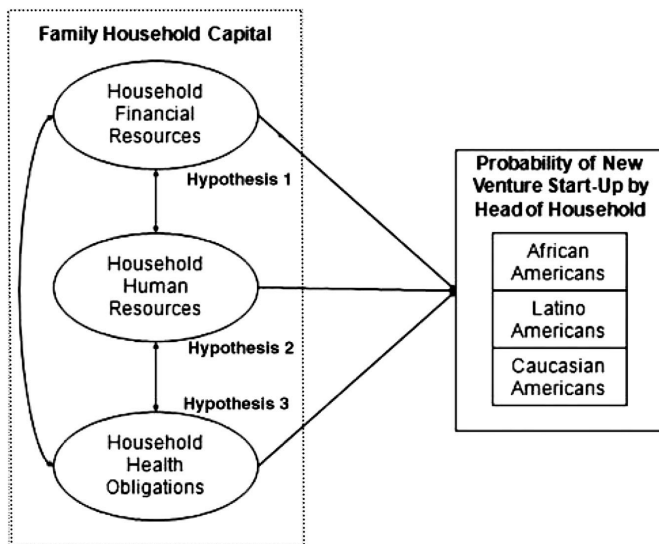 Family Household Capital
Household
Financial
Resources
Hypothesis 1
Household
Human
Resources
Hypothesis 2
Hypothesis 3
Household
Health
Obligations
Probability of New
Venture Start-Up by
Head of Household
African
Americans
Latino
Americans
Caucasian
Americans